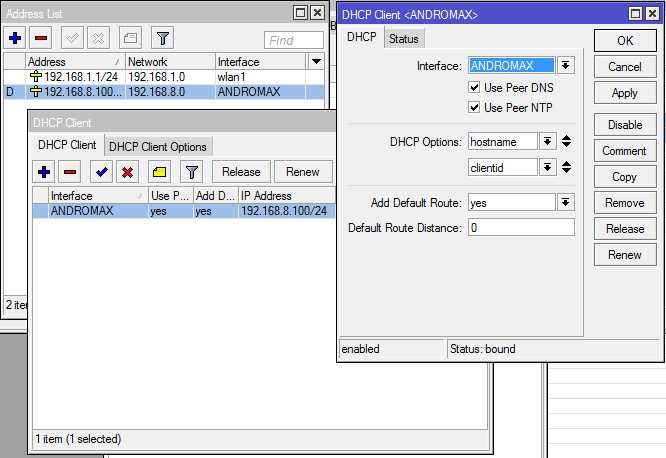 Address List
Find
Address Network Interface
192.168.1.1/24 192.168.1.0 wlan1
D 192.168.8.100... 192.168.8.0 ANDROMAX
DHCP Client
DHCP Client DHCP Client Options
Release Renew
Interface Use P... Add D... IP Address
ANDROMAX yes yes 192.168.8.100/24
1 item (1 selected)
DHCP Client <ANDROMAX>
DHCP Status
Interface: ANDROMAX
Use Peer DNS
Use Peer NTP
DHCP Options: hostname
clientid
Add Default Route: yes
Default Route Distance: 0
enabled Status: bound
OK
Cancel
Apply
Disable
Comment
Copy
Remove
Release
Renew